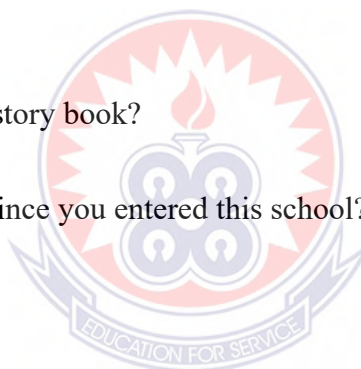 story book?
ince you entered this school?
EDUCATION FOR SERVICE